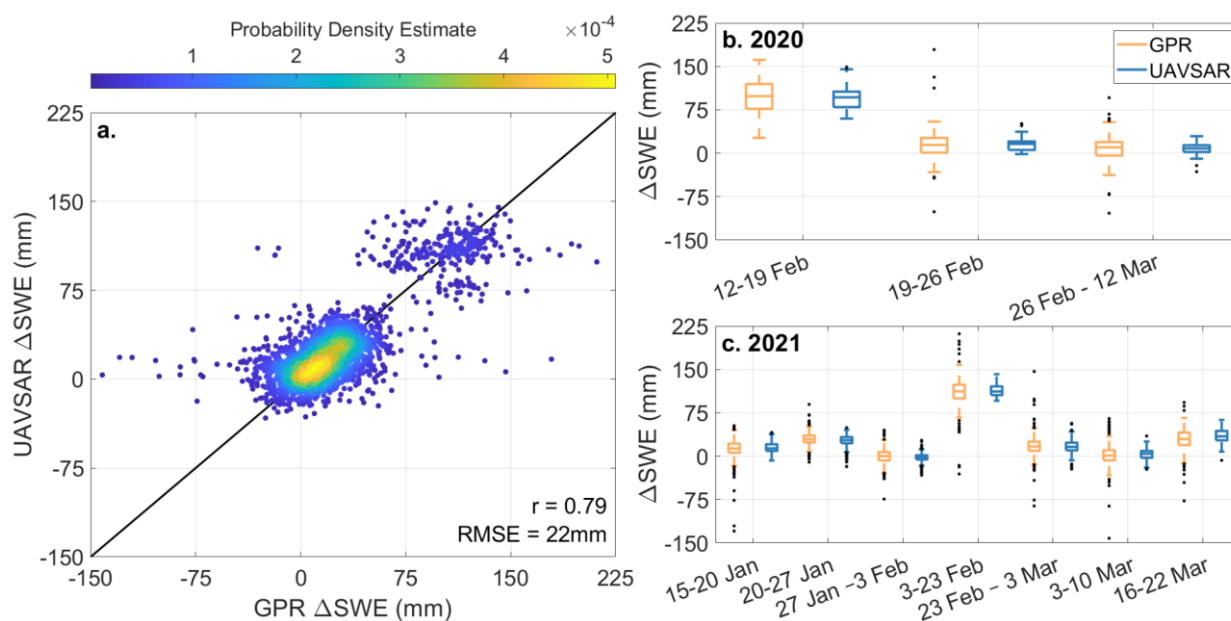 Probability Density Estimate
×10⁻⁴
1 2 3 4 5
a.
225
150
75
0
-75
-150
UAVSAR ΔSWE (mm)
r = 0.79
RMSE = 22mm
-150 -75 0 75 150 225
GPR ΔSWE (mm)
b. 2020
GPR
UAVSAR
225
150
75
0
-75
-150
ΔSWE (mm)
12-19 Feb
19-26 Feb
26 Feb - 12 Mar
c. 2021
225
150
75
0
-75
-150
ΔSWE (mm)
15-20 Jan
20-27 Jan
27 Jan –3 Feb
3-23 Feb
23 Feb - 3 Mar
3-10 Mar
16-22 Mar